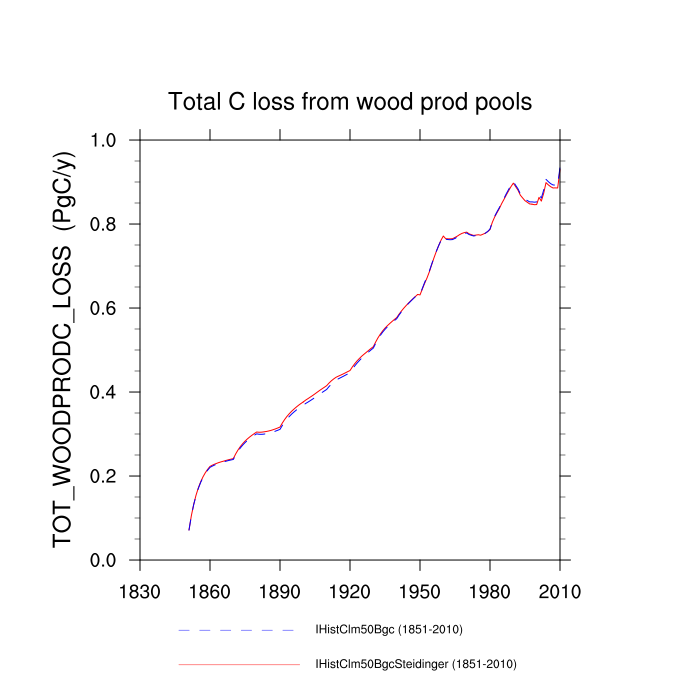 Total C loss from wood prod pools
TOT_WOODPRODC_LOSS (PgC/y)
1.0
0.8
0.6
0.4
0.2
0.0
1830 1860 1890 1920 1950 1980 2010
IHistClm50Bgc (1851-2010)
IHistClm50BgcSteidinger (1851-2010)